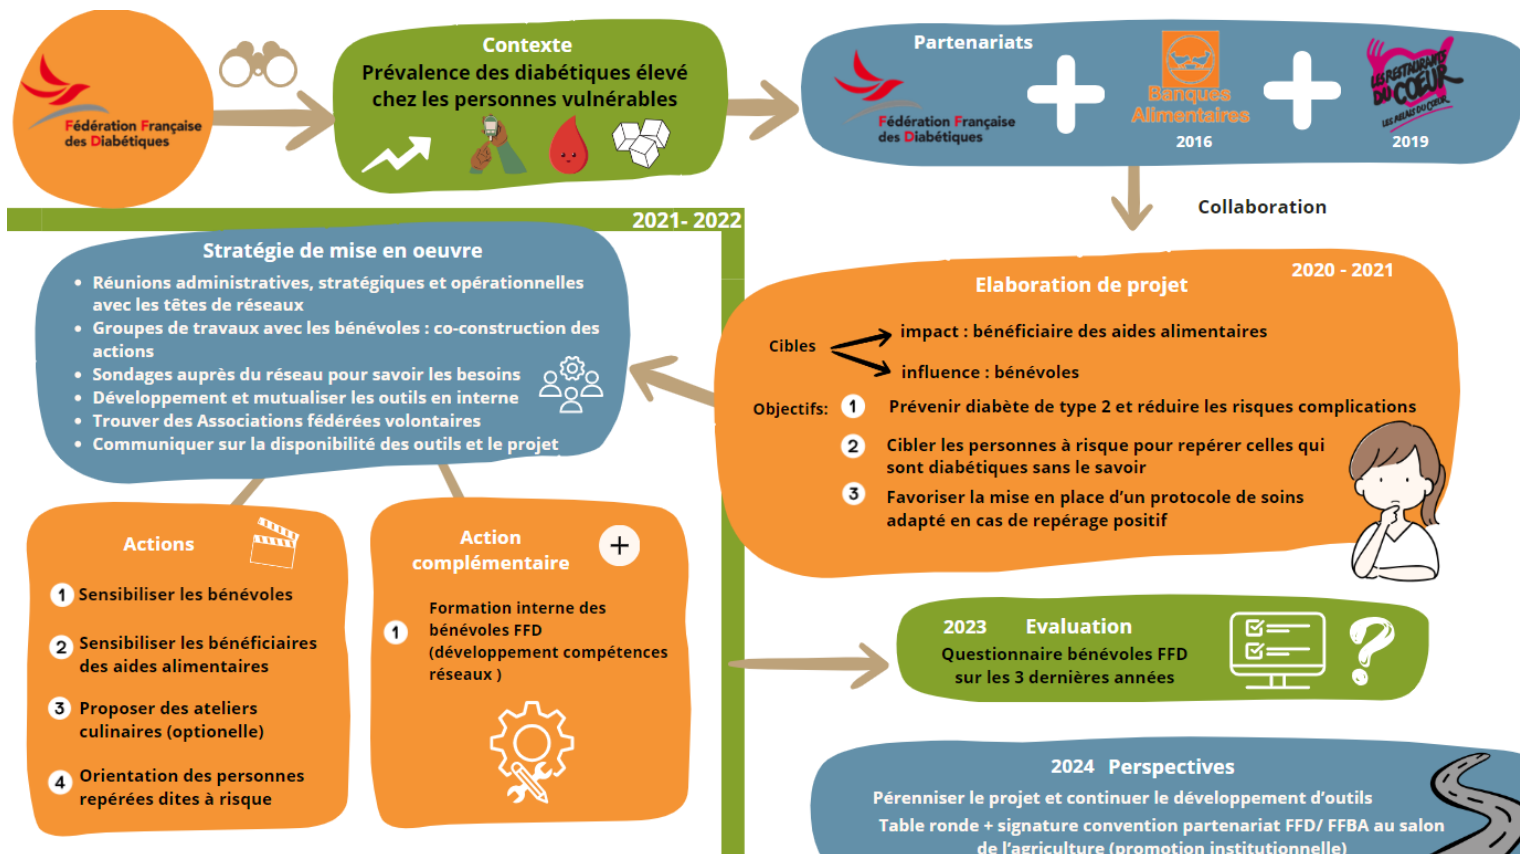 Fédération Française
des Diabétiques
Contexte
Prévalence des diabétiques élevé
chez les personnes vulnérables
Partenariats
Fédération Française
des Diabétiques
Banques
Alimentaires
2016
LES RESTAURANTS
DU CŒUR
LES RELAIS DU CŒUR
2019
Collaboration
2020 - 2021
Elaboration de projet
Cibles
impact : bénéficiaire des aides alimentaires
influence : bénévoles
Objectifs:
1 Prévenir diabète de type 2 et réduire les risques complications
2 Cibler les personnes à risque pour repérer celles qui
sont diabétiques sans le savoir
3 Favoriser la mise en place d’un protocole de soins
adapté en cas de repérage positif
2021- 2022
Stratégie de mise en oeuvre
• Réunions administratives, stratégiques et opérationnelles
avec les têtes de réseaux
• Groupes de travaux avec les bénévoles : co-construction des
actions
• Sondages auprès du réseau pour savoir les besoins
• Développement et mutualiser les outils en interne
• Trouver des Associations fédérées volontaires
• Communiquer sur la disponibilité des outils et le projet
Actions
1 Sensibiliser les bénévoles
2 Sensibiliser les bénéficiaires
des aides alimentaires
3 Proposer des ateliers
culinaires (optionelle)
4 Orientation des personnes
repérées dites à risque
Action
complémentaire
+
1 Formation interne des
bénévoles FFD
(développement compétences
réseaux )
2023 Evaluation
Questionnaire bénévoles FFD
sur les 3 dernières années
?
2024 Perspectives
Pérenniser le projet et continuer le développement d’outils
Table ronde + signature convention partenariat FFD/ FFBA au salon
de l’agriculture (promotion institutionnelle)